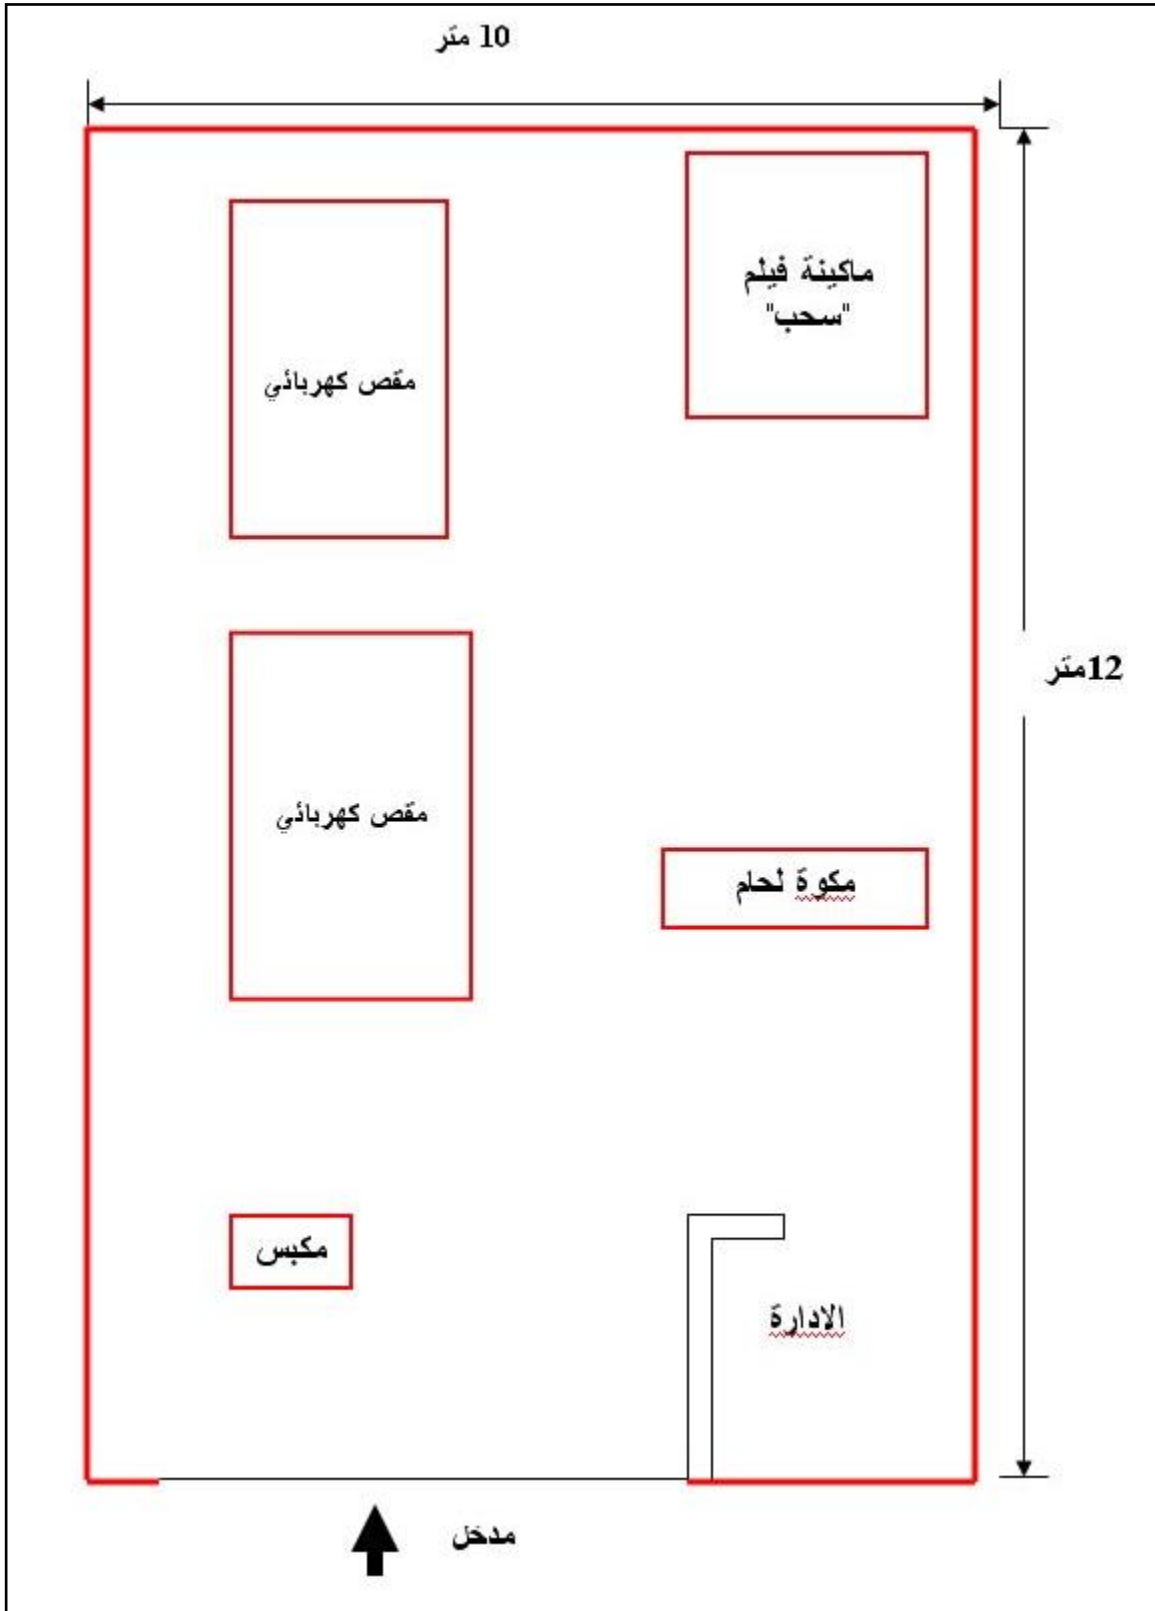 10 متر
ماكينة فيلم
"سحب"
مقص كهربائي
12متر
مقص كهربائي
مكوة لحام
مكبس
الادارة
مدخل